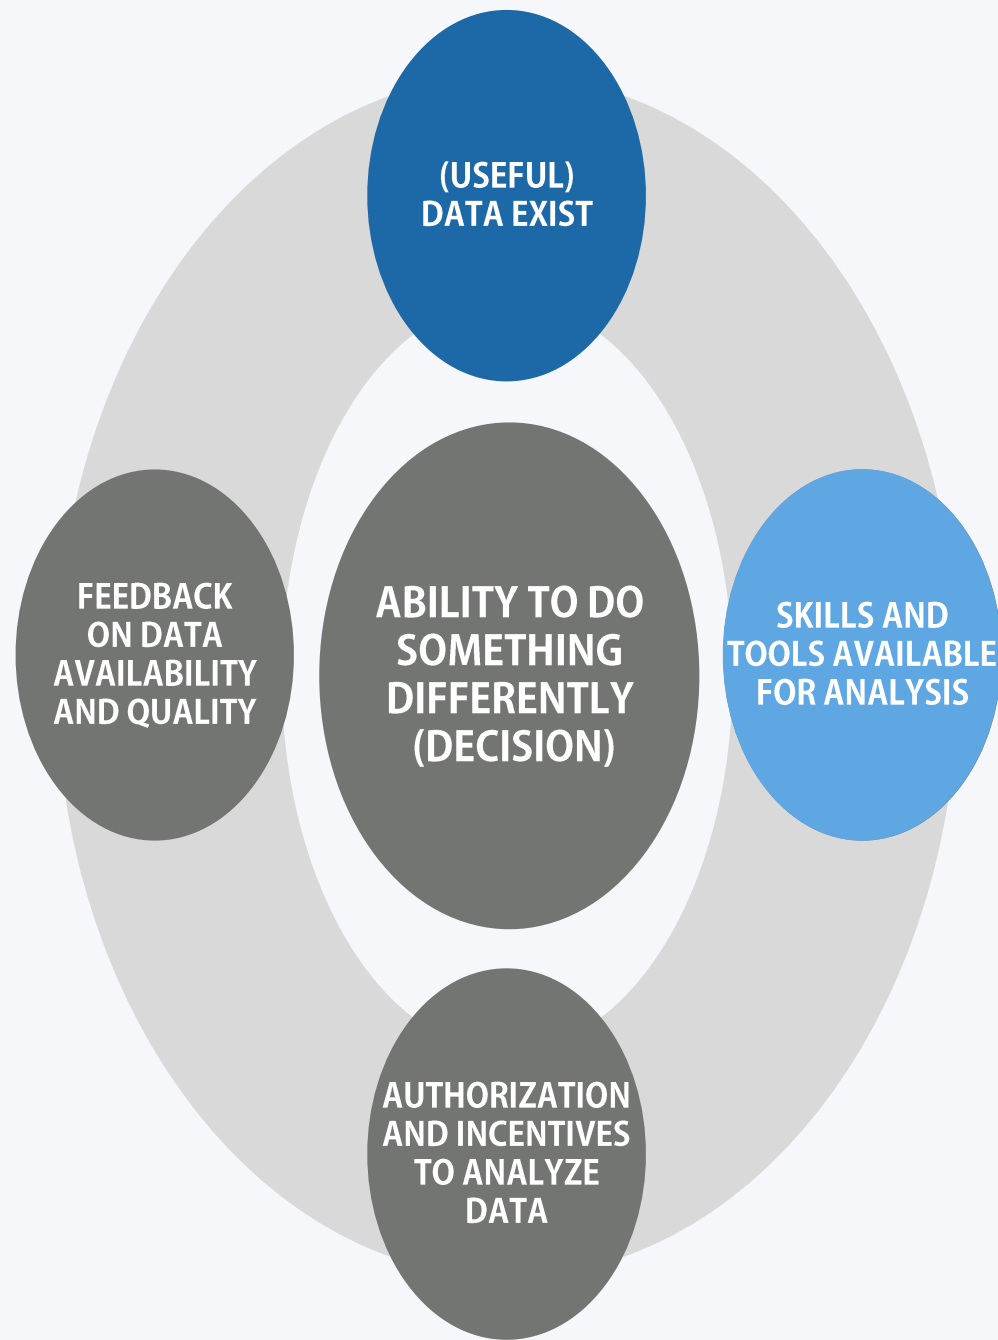 (USEFUL)
DATA EXIST
FEEDBACK
ON DATA
AVAILABILITY
AND QUALITY
ABILITY TO DO
SOMETHING
DIFFERENTLY
(DECISION)
SKILLS AND
TOOLS AVAILABLE
FOR ANALYSIS
AUTHORIZATION
AND INCENTIVES
TO ANALYZE
DATA